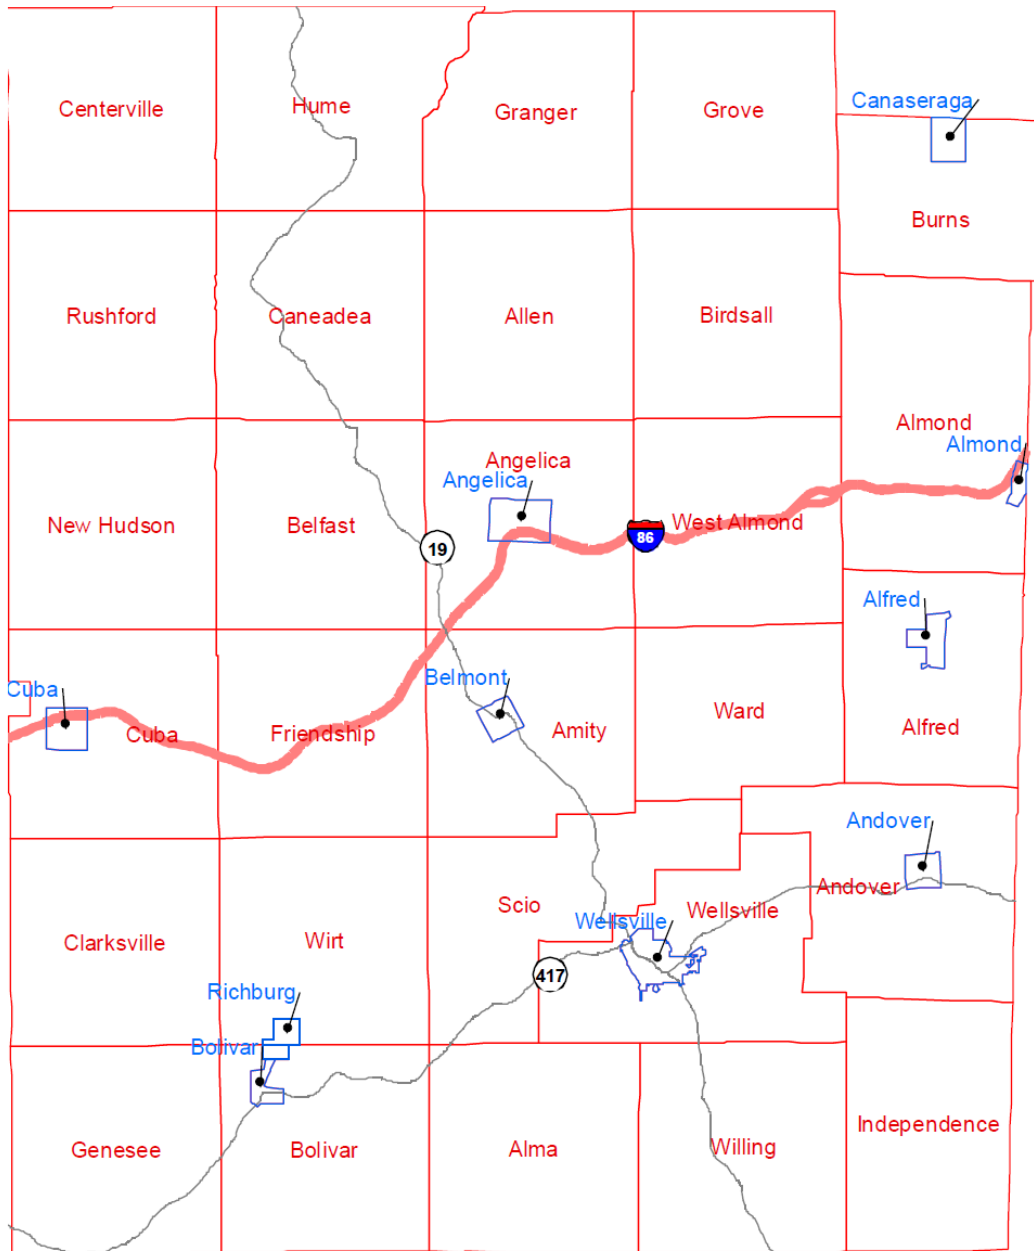 Canaseraga
Centerville
Hume
Granger
Grove
Burns
Rushford
Caneadea
Allen
Birdsall
Almond
Almond
Angelica
Angelica
New Hudson
Belfast
West Almond
86
19
Alfred
Belmont
Cuba
Cuba
Friendship
Amity
Ward
Alfred
Andover
Andover
Scio
Wellsville
Wellsville
Clarksville
Wirt
417
Richburg
Bolivar
Genesee
Bolivar
Alma
Willing
Independence